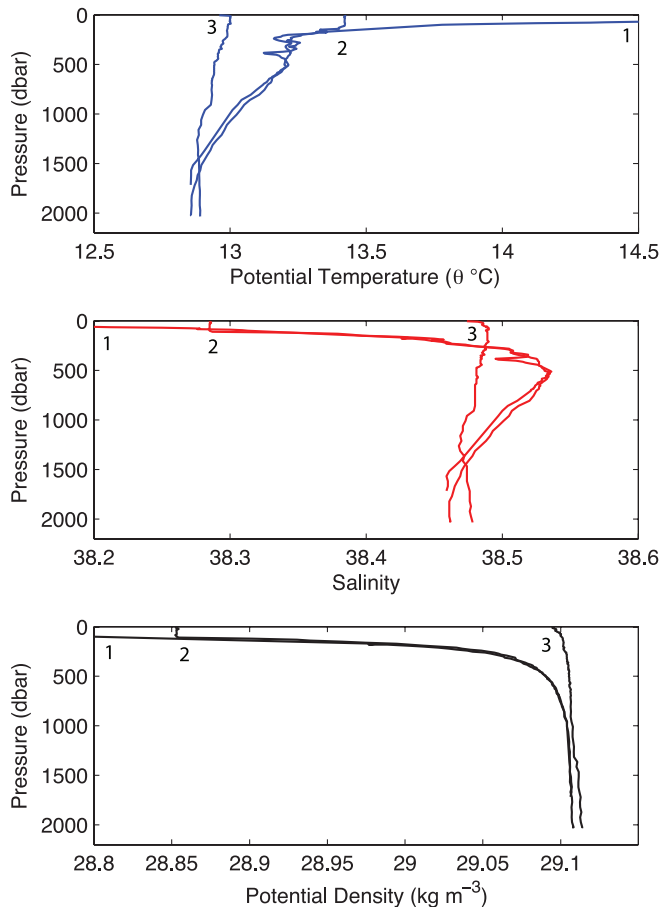 0
500
1000
1500
2000
Pressure (dbar)
3
2
1
12.5 13 13.5 14 14.5
Potential Temperature (θ °C)
0
500
1000
1500
2000
Pressure (dbar)
1
2
3
38.2 38.3 38.4 38.5 38.6
Salinity
0
500
1000
1500
2000
Pressure (dbar)
1
2
3
28.8 28.85 28.9 28.95 29 29.05 29.1
Potential Density (kg m⁻³)